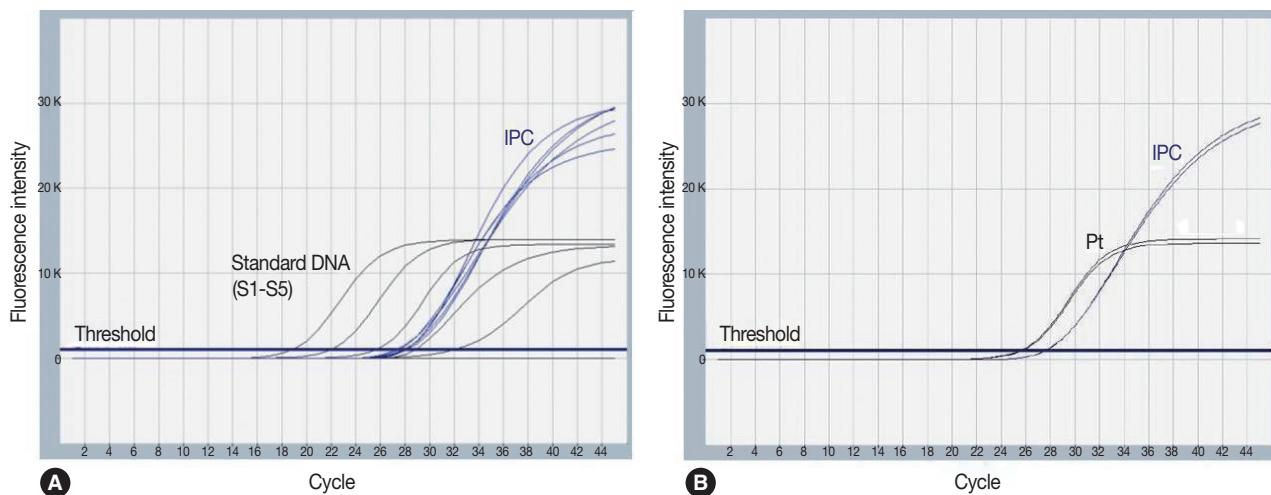 30 K
20 K
10 K
0
Fluorescence intensity
IPC
Standard DNA
(S1-S5)
Threshold
2 4 6 8 10 12 14 16 18 20 22 24 26 28 30 32 34 36 38 40 42 44
A
Cycle
30 K
20 K
10 K
0
Fluorescence intensity
IPC
Pt
Threshold
2 4 6 8 10 12 14 16 18 20 22 24 26 28 30 32 34 36 38 40 42 44
B
Cycle